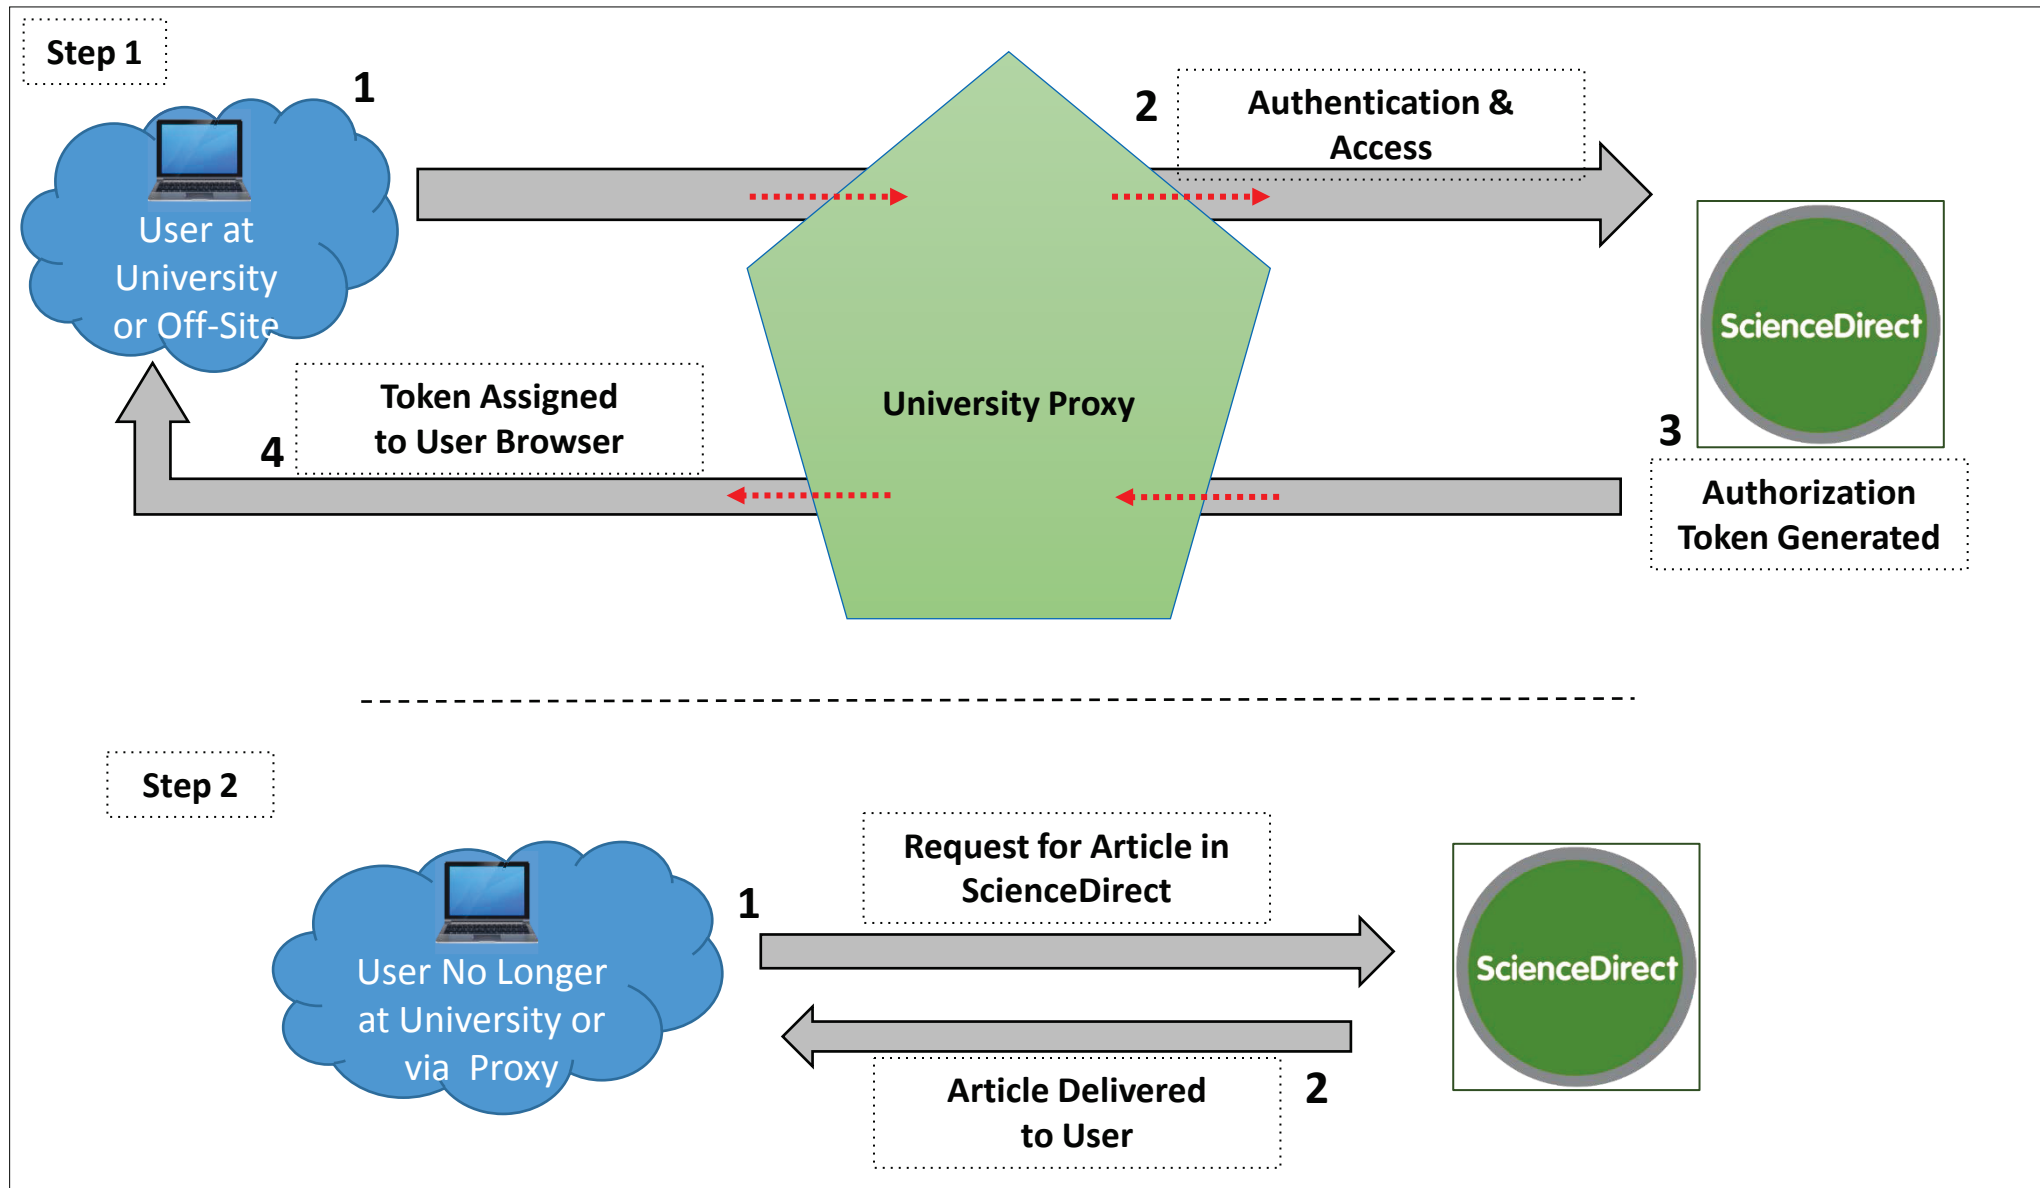 Step 1
1
User at
University
or Off-Site
2
Authentication &
Access
ScienceDirect
University Proxy
3
Authorization
Token Generated
Token Assigned
to User Browser
4
Step 2
User No Longer
at University or
via  Proxy
1
Request for Article in
ScienceDirect
ScienceDirect
Article Delivered
to User
2